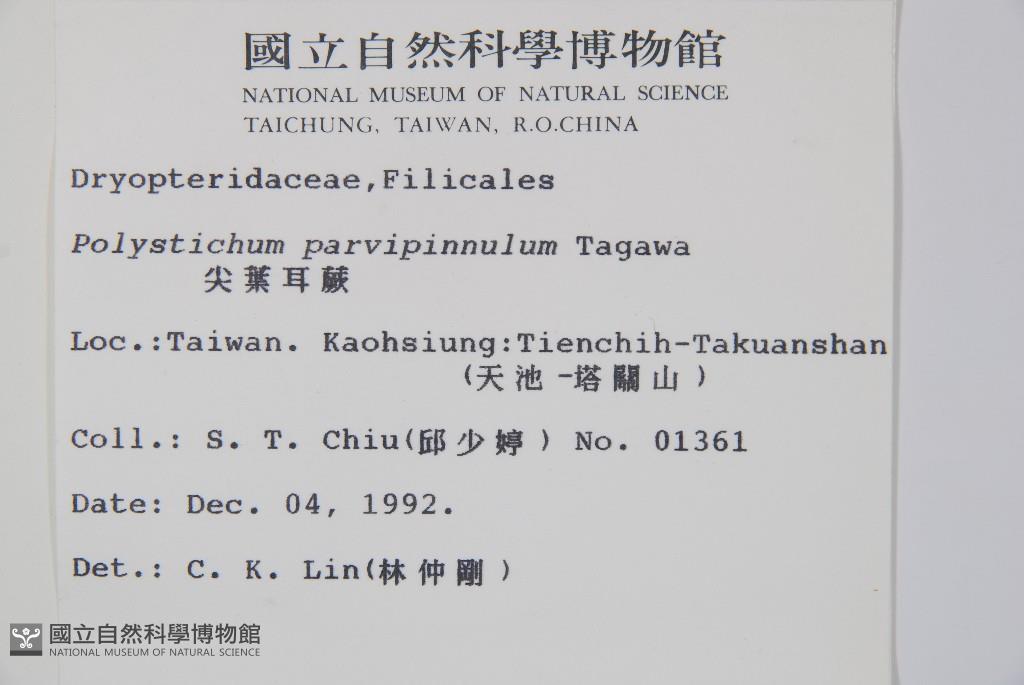 國立自然科學博物館
NATIONAL MUSEUM OF NATURAL SCIENCE
TAICHUNG, TAIWAN, R.O.CHINA
Dryopteridaceae,Filicales
Polystichum parvipinnulum Tagawa
尖葉耳蕨
Loc.:Taiwan. Kaohsiung:Tienchih-Takuanshan
(天池-塔關山)
Coll.: S. T. Chiu(邱少婷) No. 01361
Date: Dec. 04, 1992.
Det.: C. K. Lin(林仲剛)
國立自然科學博物館
NATIONAL MUSEUM OF NATURAL SCIENCE